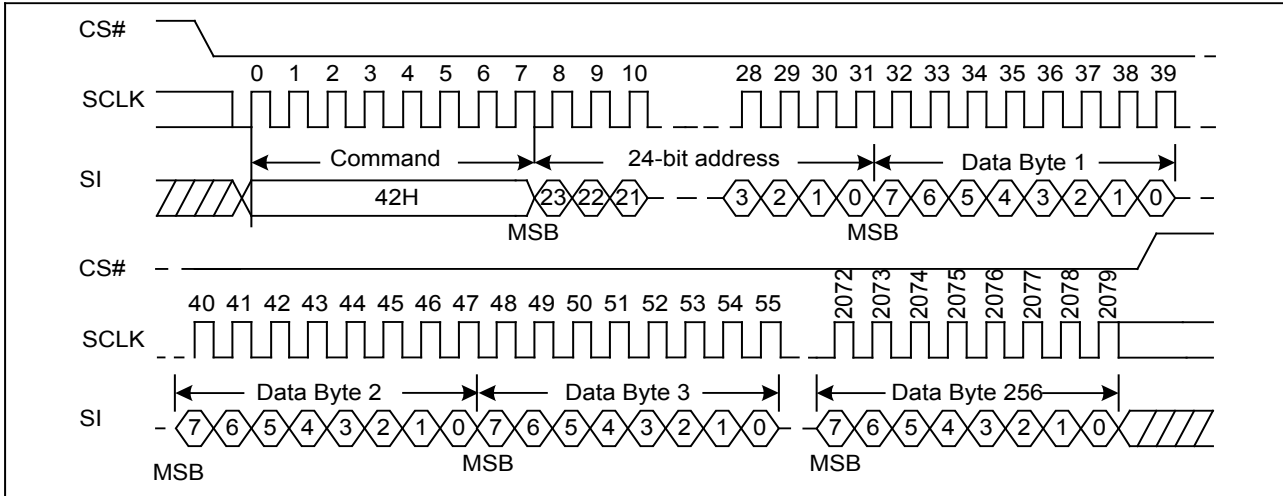 CS#
0 1 2 3 4 5 6 7 8 9 10 28 29 30 31 32 33 34 35 36 37 38 39
SCLK
Command 24-bit address Data Byte 1
SI
42H 23 22 21 3 2 1 0 7 6 5 4 3 2 1 0
MSB MSB
CS#
40 41 42 43 44 45 46 47 48 49 50 51 52 53 54 55 2072 2073 2074 2075 2076 2077 2078 2079
SCLK
Data Byte 2 Data Byte 3 Data Byte 256
SI
7 6 5 4 3 2 1 0 7 6 5 4 3 2 1 0 7 6 5 4 3 2 1 0
MSB MSB MSB